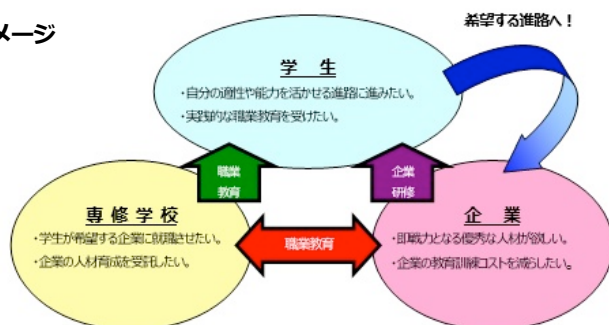 メージ
希望する進路へ！
学　生
・自分の適性や能力を活かせる進路に進みたい。
・実践的な職業教育を受けたい。
職業
教育
企業
研修
専修学校
・学生が希望する企業に就職させたい。
・企業の人材育成を受託したい。
職業教育
企　業
・即戦力となる優秀な人材が欲しい。
・企業の教育訓練コストを減らしたい。